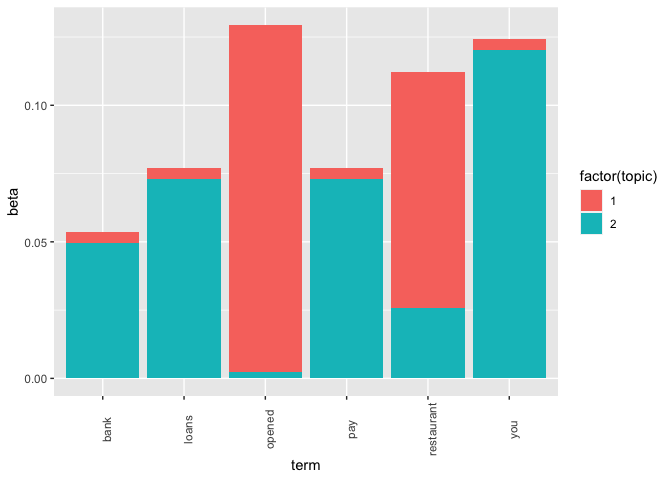 beta
0.10
0.05
0.00
bank
loans
opened
pay
restaurant
you
term
factor(topic)
1
2